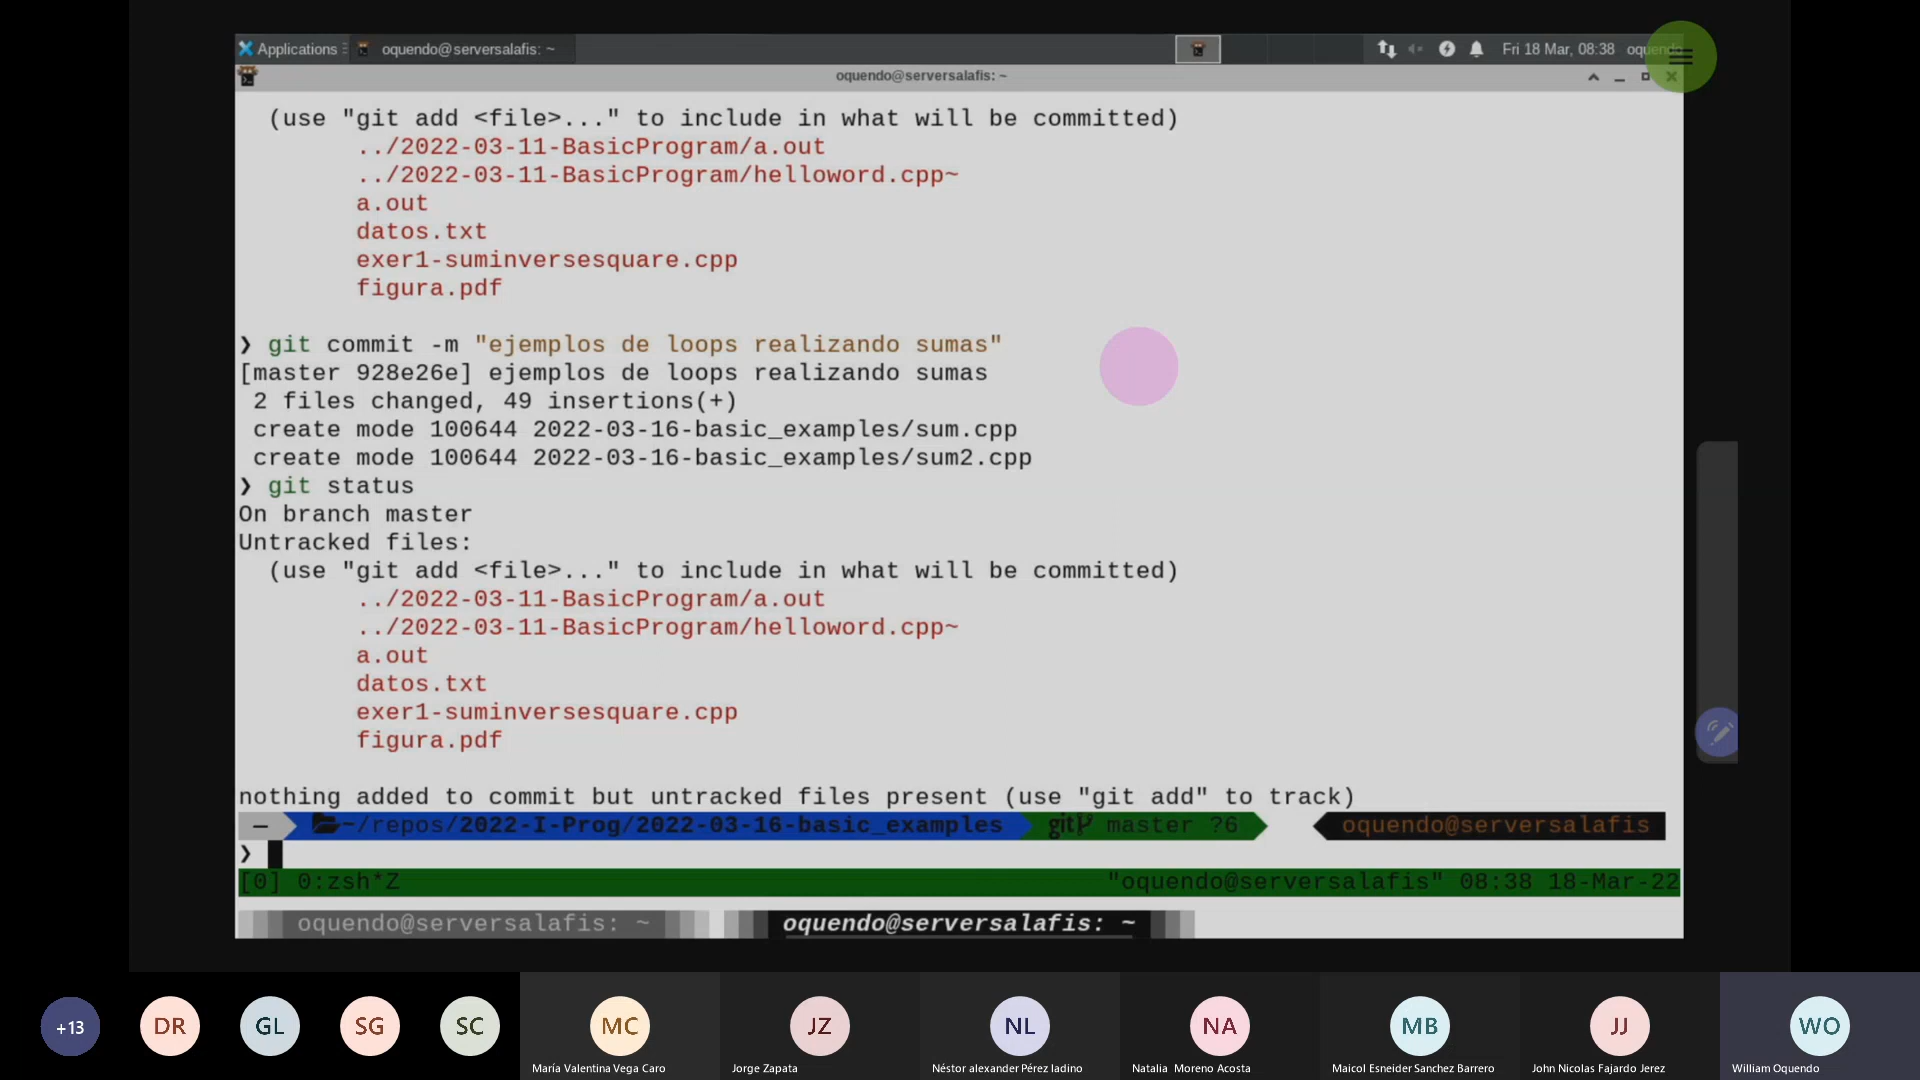 Applications
oquendo@serversalafis: ~
Fri 18 Mar, 08:38 oquendo
oquendo@serversalafis: ~
(use "git add <file>..." to include in what will be committed)
../2022-03-11-BasicProgram/a.out
../2022-03-11-BasicProgram/helloword.cpp~
a.out
datos.txt
exer1-suminversesquare.cpp
figura.pdf
❯ git commit -m "ejemplos de loops realizando sumas"
[master 928e26e] ejemplos de loops realizando sumas
2 files changed, 49 insertions(+)
create mode 100644 2022-03-16-basic_examples/sum.cpp
create mode 100644 2022-03-16-basic_examples/sum2.cpp
❯ git status
On branch master
Untracked files:
(use "git add <file>..." to include in what will be committed)
../2022-03-11-BasicProgram/a.out
../2022-03-11-BasicProgram/helloword.cpp~
a.out
datos.txt
exer1-suminversesquare.cpp
figura.pdf
nothing added to commit but untracked files present (use "git add" to track)
~/repos/2022-I-Prog/2022-03-16-basic_examples git master ?6 oquendo@serversalafis
❯
[0] 0:zsh*Z "oquendo@serversalafis" 08:38 18-Mar-22
oquendo@serversalafis: ~ oquendo@serversalafis: ~
+13 DR GL SG SC MC JZ NL NA MB JJ WO
María Valentina Vega Caro Jorge Zapata Néstor alexander Pérez ladino Natalia Moreno Acosta Maicol Esneider Sanchez Barrero John Nicolas Fajardo Jerez William Oquendo